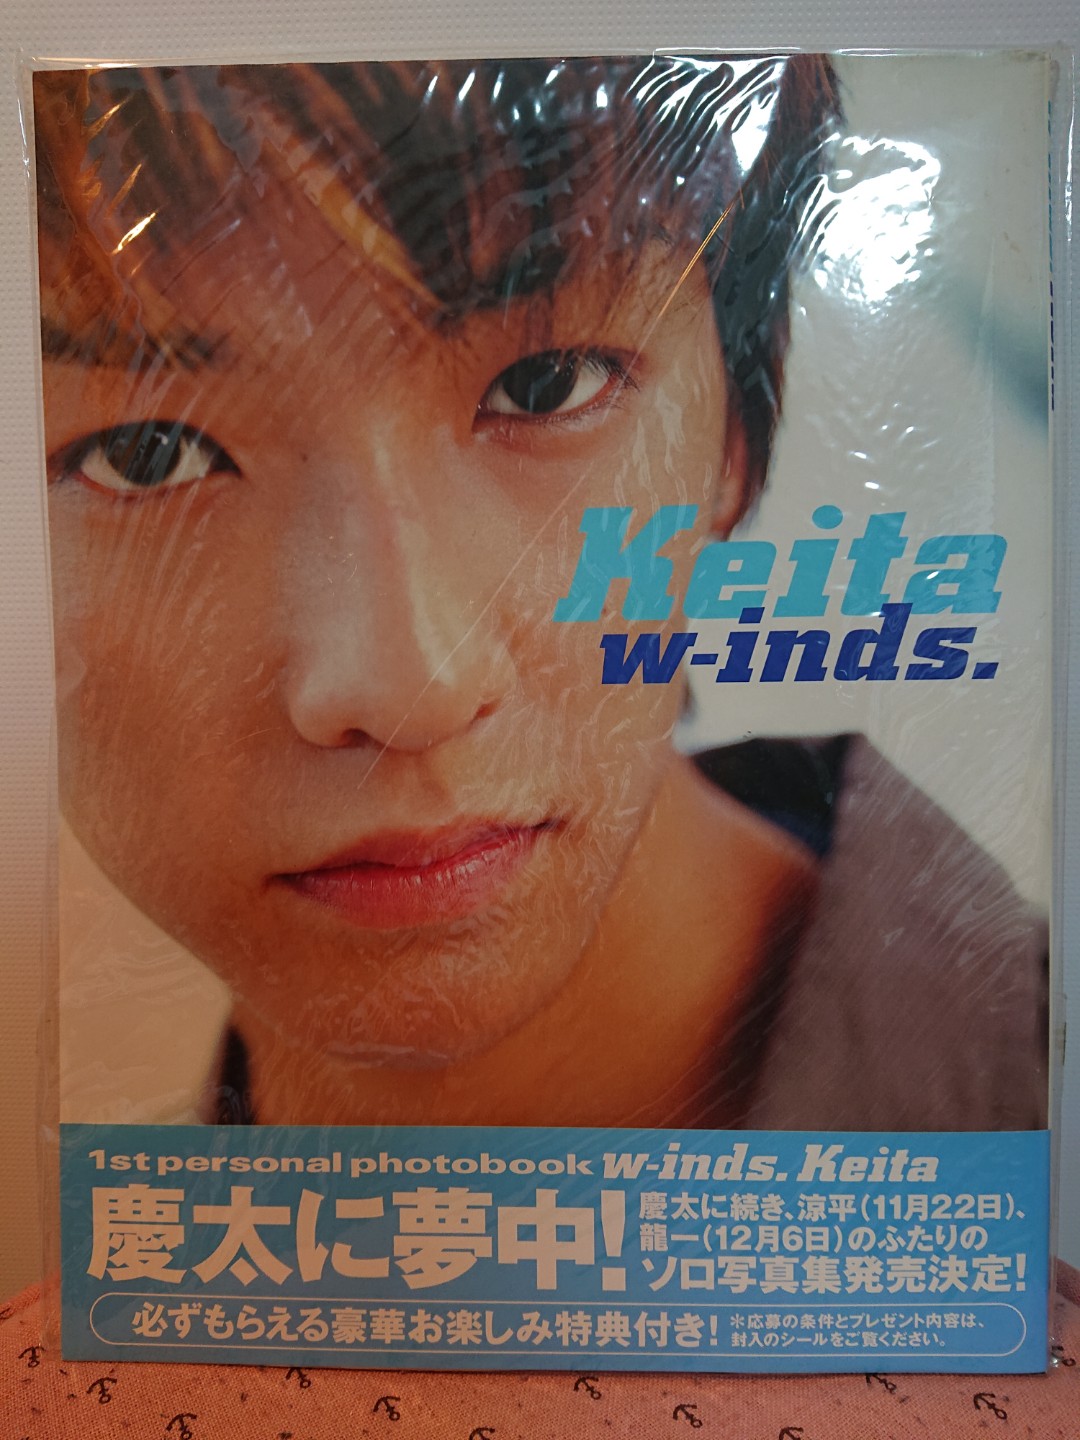 Keita
w-inds.
1st personal photobook w-inds. Keita
慶太に夢中!
慶太に続き、涼平(11月22日)、
龍一(12月6日)のふたりの
ソロ写真集発売決定!
必ずもらえる豪華お楽しみ特典付き!
＊応募の条件とプレゼント内容は、
封入のシールをご覧ください。